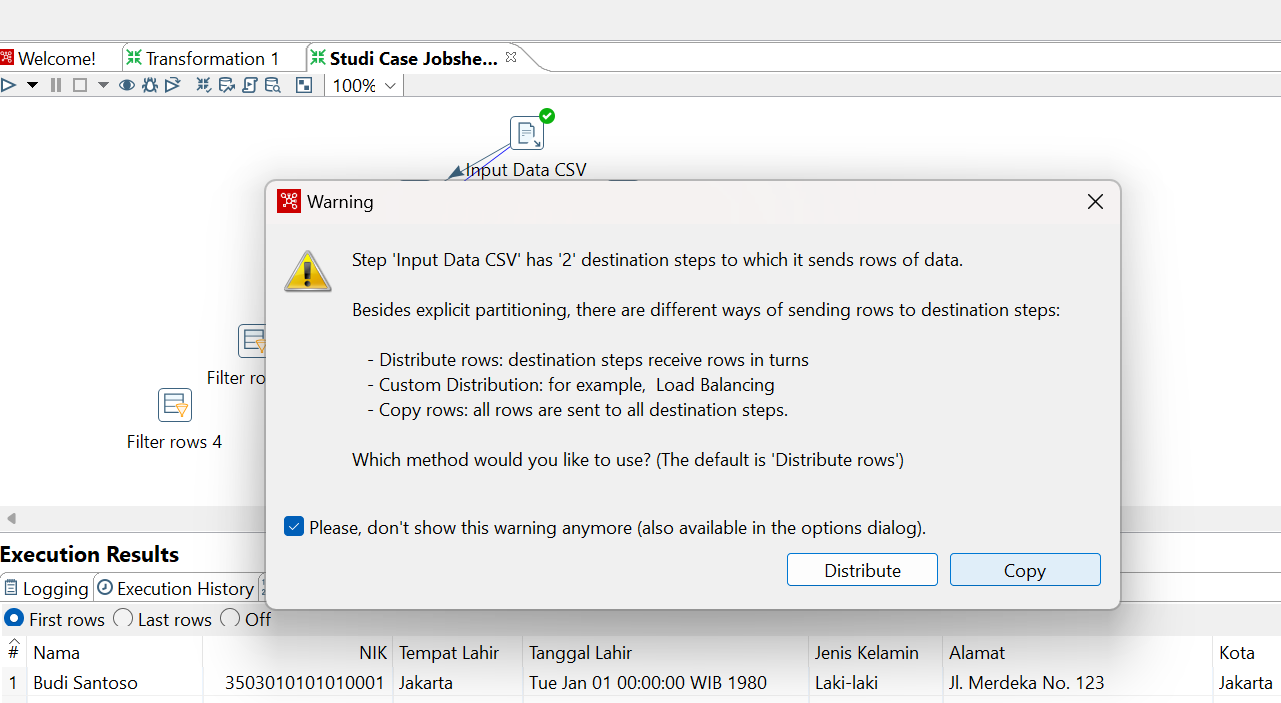 Welcome!
Transformation 1
Studi Case Jobshe...
100%
Input Data CSV
Warning
Step 'Input Data CSV' has '2' destination steps to which it sends rows of data.
Besides explicit partitioning, there are different ways of sending rows to destination steps:
- Distribute rows: destination steps receive rows in turns
- Custom Distribution: for example,  Load Balancing
- Copy rows: all rows are sent to all destination steps.
Which method would you like to use? (The default is 'Distribute rows')
Please, don't show this warning anymore (also available in the options dialog).
Distribute Copy
Filter ro
Filter rows 4
Execution Results
Logging Execution History
First rows Last rows Off
# Nama NIK Tempat Lahir Tanggal Lahir Jenis Kelamin Alamat Kota
1 Budi Santoso 3503010101010001 Jakarta Tue Jan 01 00:00:00 WIB 1980 Laki-laki Jl. Merdeka No. 123 Jakarta